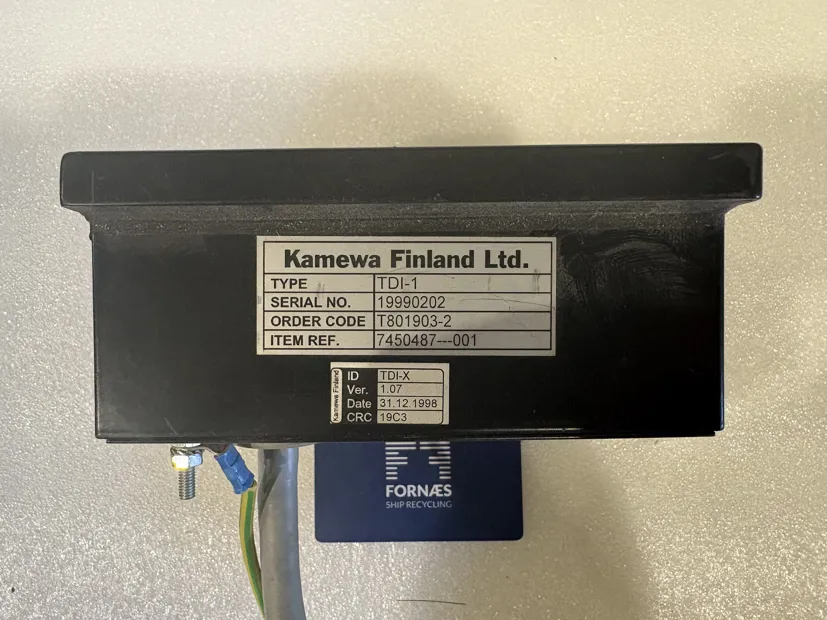 Kamewa Finland Ltd.
TYPE TDI-1
SERIAL NO. 19990202
ORDER CODE T801903-2
ITEM REF. 7450487---001
Kamewa Finland
ID TDI-X
Ver. 1.07
Date 31.12.1998
CRC 19C3
FORNÆS
SHIP RECYCLING